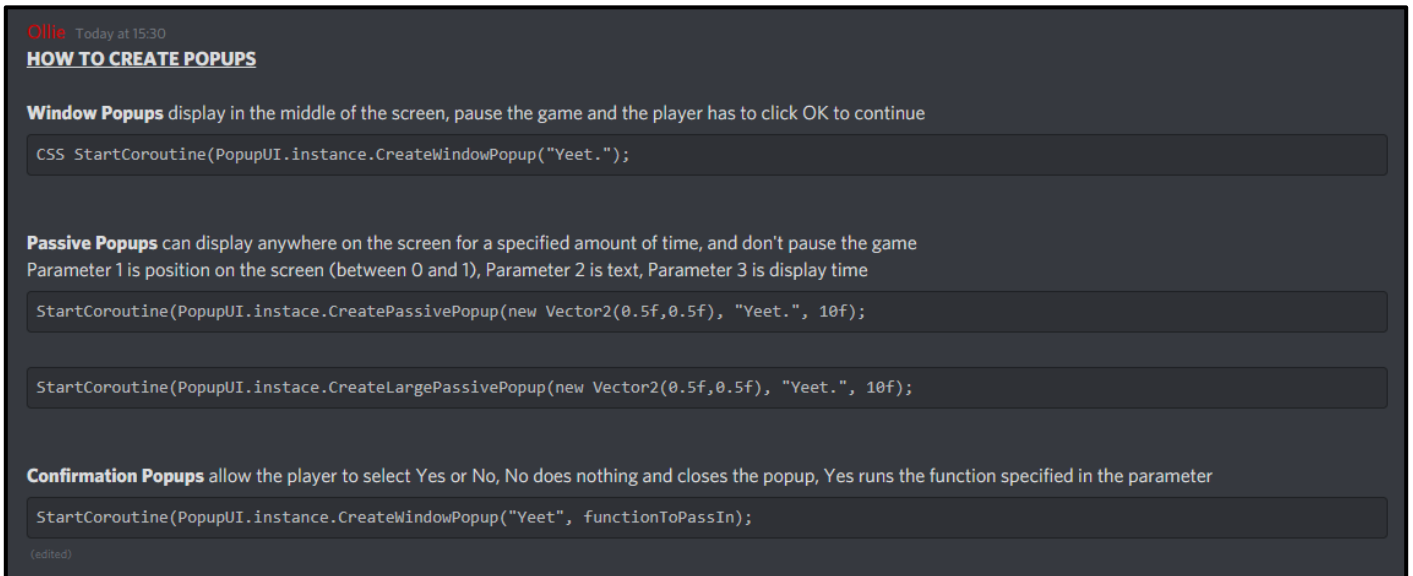 Ollie Today at 15:30
HOW TO CREATE POPUPS
Window Popups display in the middle of the screen, pause the game and the player has to click OK to continue
CSS StartCoroutine(PopupUI.instance.CreateWindowPopup("Yeet.");
Passive Popups can display anywhere on the screen for a specified amount of time, and don't pause the game
Parameter 1 is position on the screen (between 0 and 1), Parameter 2 is text, Parameter 3 is display time
StartCoroutine(PopupUI.instace.CreatePassivePopup(new Vector2(0.5f,0.5f), "Yeet.", 10f);
StartCoroutine(PopupUI.instace.CreateLargePassivePopup(new Vector2(0.5f,0.5f), "Yeet.", 10f);
Confirmation Popups allow the player to select Yes or No, No does nothing and closes the popup, Yes runs the function specified in the parameter
StartCoroutine(PopupUI.instance.CreateWindowPopup("Yeet", functionToPassIn);
(edited)